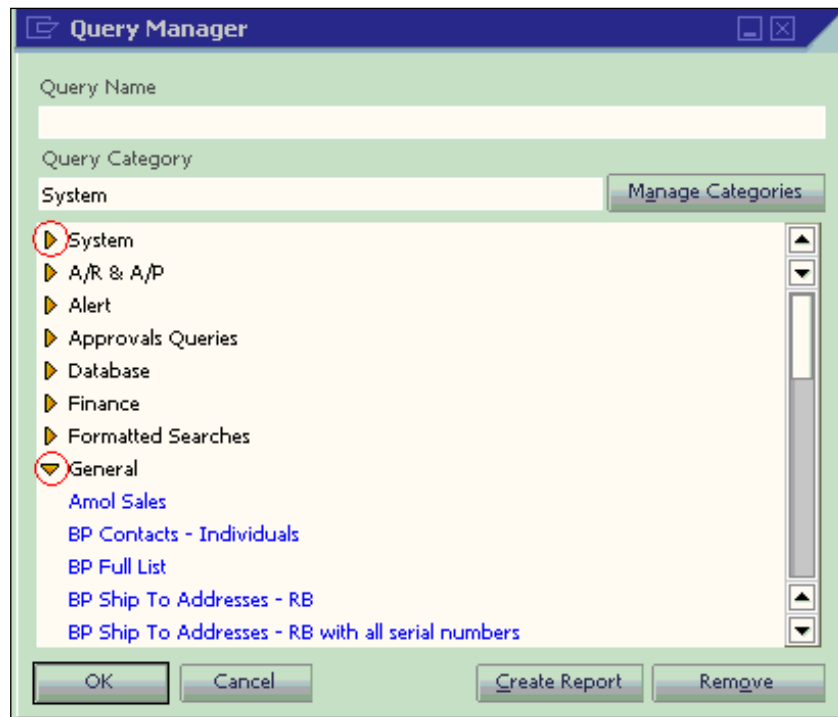 Query Manager
Query Name
Query Category
System
Manage Categories
System
A/R & A/P
Alert
Approvals Queries
Database
Finance
Formatted Searches
General
Amol Sales
BP Contacts - Individuals
BP Full List
BP Ship To Addresses - RB
BP Ship To Addresses - RB with all serial numbers
OK Cancel Create Report Remove